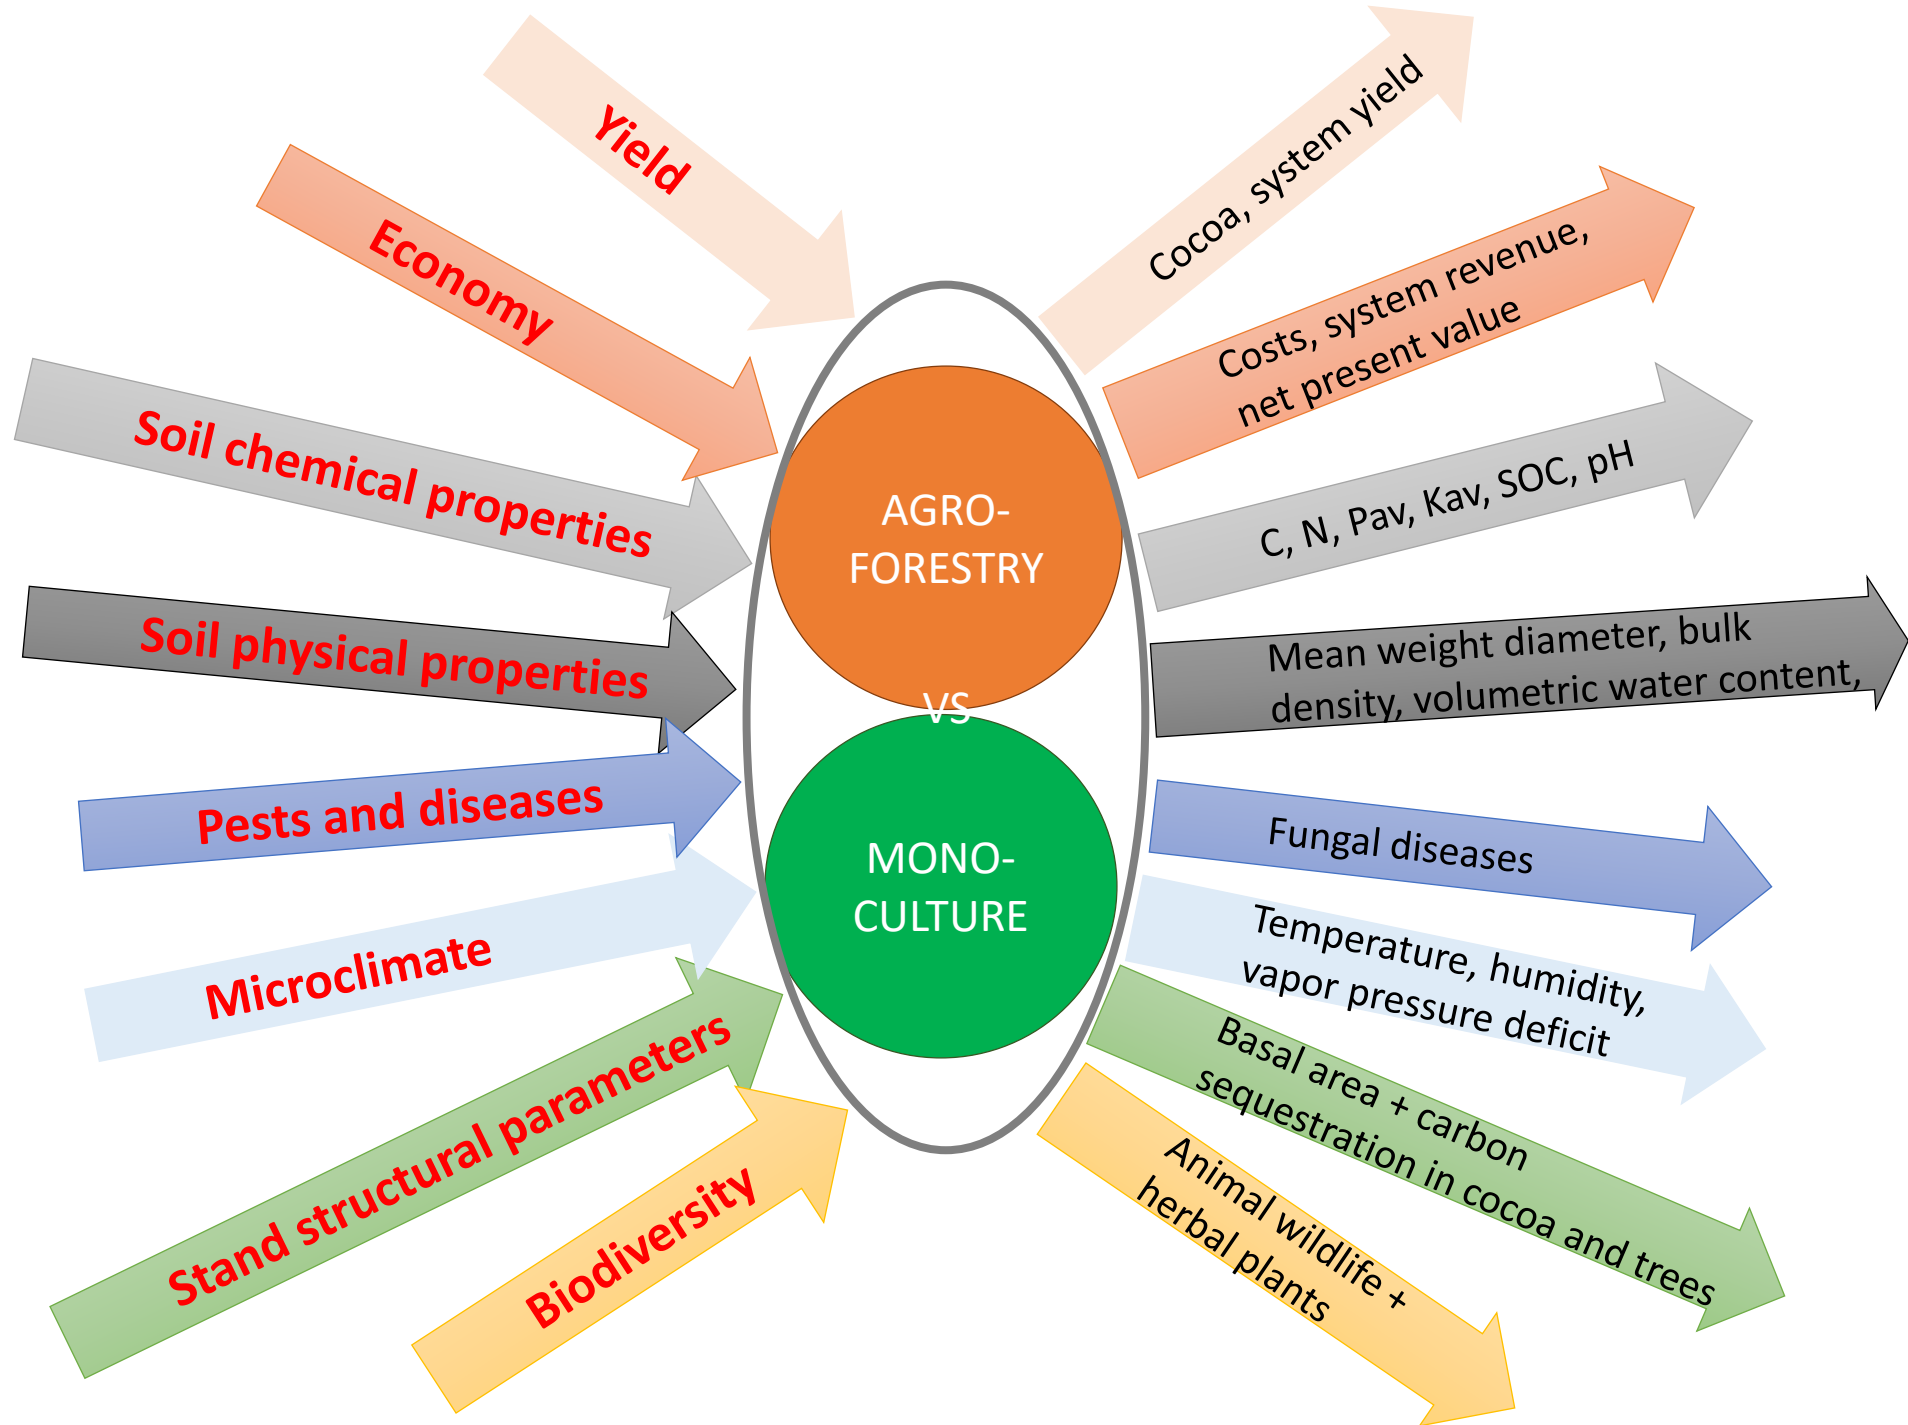 Yield
Economy
Soil chemical properties
Soil physical properties
Pests and diseases
Microclimate
Stand structural parameters
Biodiversity
AGRO-
FORESTRY
VS
MONO-
CULTURE
Cocoa, system yield
Costs, system revenue,
net present value
C, N, Pav, Kav, SOC, pH
Mean weight diameter, bulk
density, volumetric water content,
Fungal diseases
Temperature, humidity,
vapor pressure deficit
Basal area + carbon
sequestration in cocoa and trees
Animal wildlife +
herbal plants